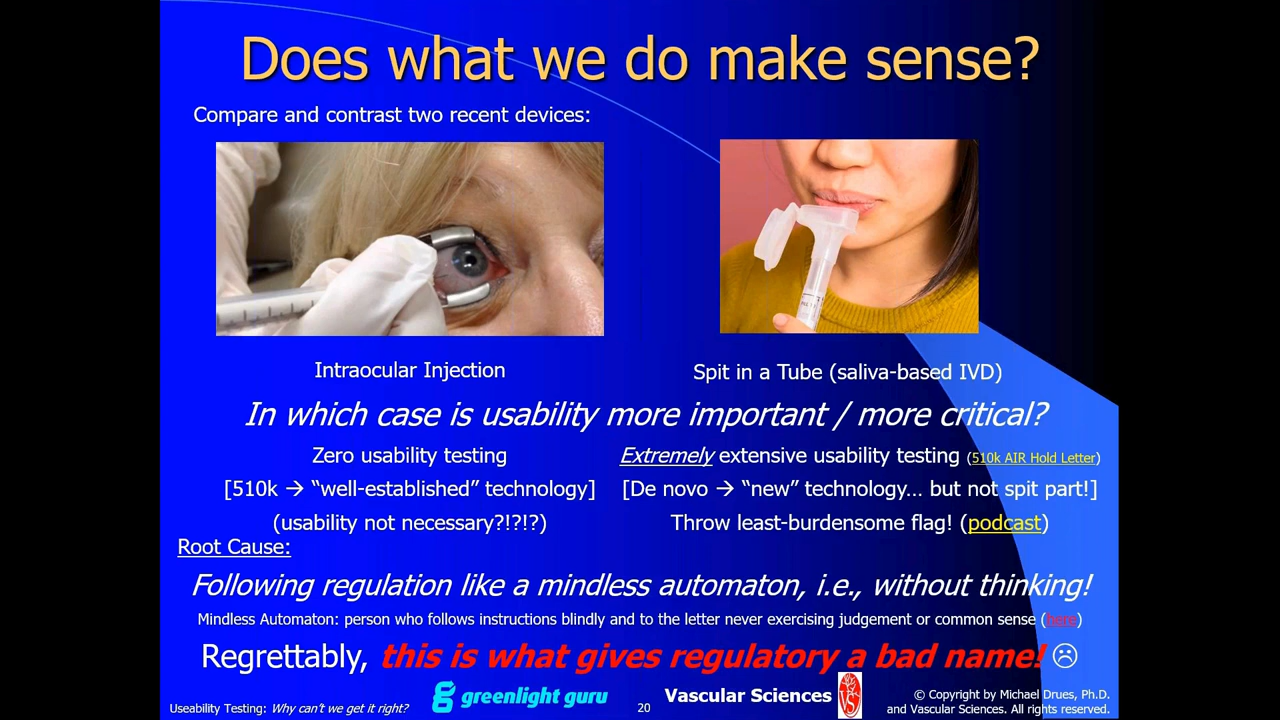 Does what we do make sense?
Compare and contrast two recent devices:
Intraocular Injection
Spit in a Tube (saliva-based IVD)
In which case is usability more important / more critical?
Zero usability testing
Extremely extensive usability testing (510k AIR Hold Letter)
[510k → “well-established” technology]
[De novo → “new” technology... but not spit part!]
(usability not necessary?!?!?)
Throw least-burdensome flag! (podcast)
Root Cause:
Following regulation like a mindless automaton, i.e., without thinking!
Mindless Automaton: person who follows instructions blindly and to the letter never exercising judgement or common sense (here)
Regrettably, this is what gives regulatory a bad name! ☹
Useability Testing: Why can't we get it right?
greenlight guru
20
Vascular Sciences
VS
© Copyright by Michael Drues, Ph.D.
and Vascular Sciences. All rights reserved.